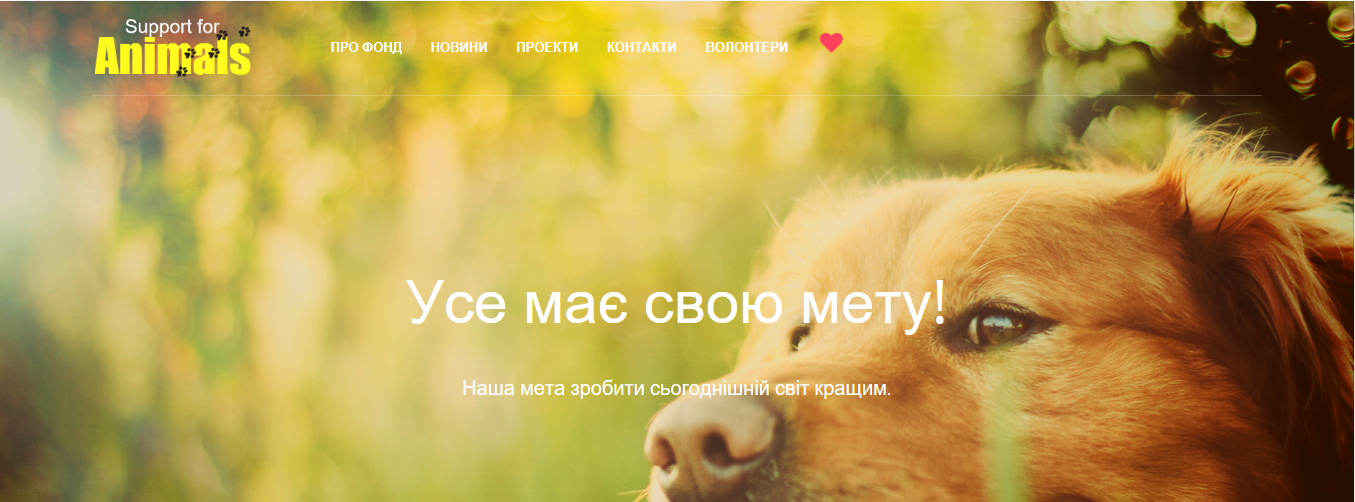 Support for
Animals
ПРО ФОНД НОВИНИ ПРОЕКТИ КОНТАКТИ ВОЛОНТЕРИ
Усе має свою мету!
Наша мета зробити сьогоднішній світ кращим.